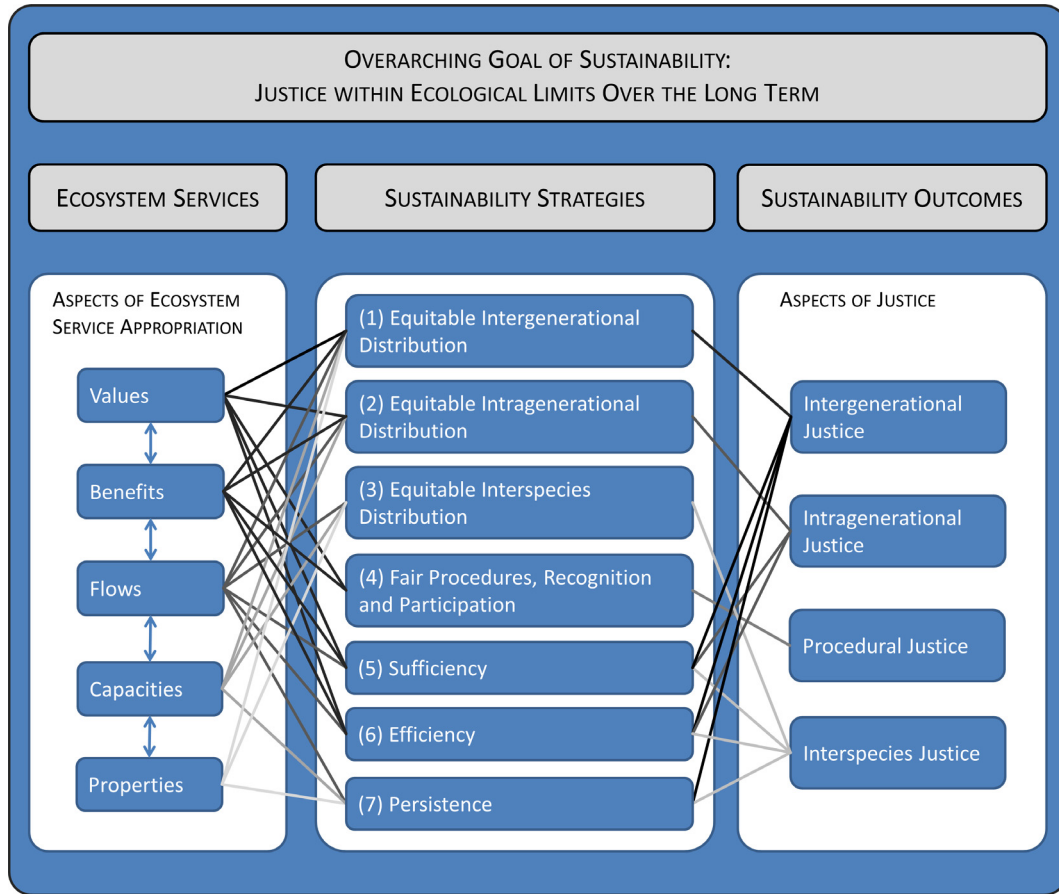 Overarching Goal of Sustainability:
Justice within Ecological Limits Over the Long Term
Ecosystem Services
Sustainability Strategies
Sustainability Outcomes
Aspects of Ecosystem
Service Appropriation
Values
Benefits
Flows
Capacities
Properties
(1) Equitable Intergenerational
Distribution
(2) Equitable Intragenerational
Distribution
(3) Equitable Interspecies
Distribution
(4) Fair Procedures, Recognition
and Participation
(5) Sufficiency
(6) Efficiency
(7) Persistence
Aspects of Justice
Intergenerational
Justice
Intragenerational
Justice
Procedural Justice
Interspecies Justice